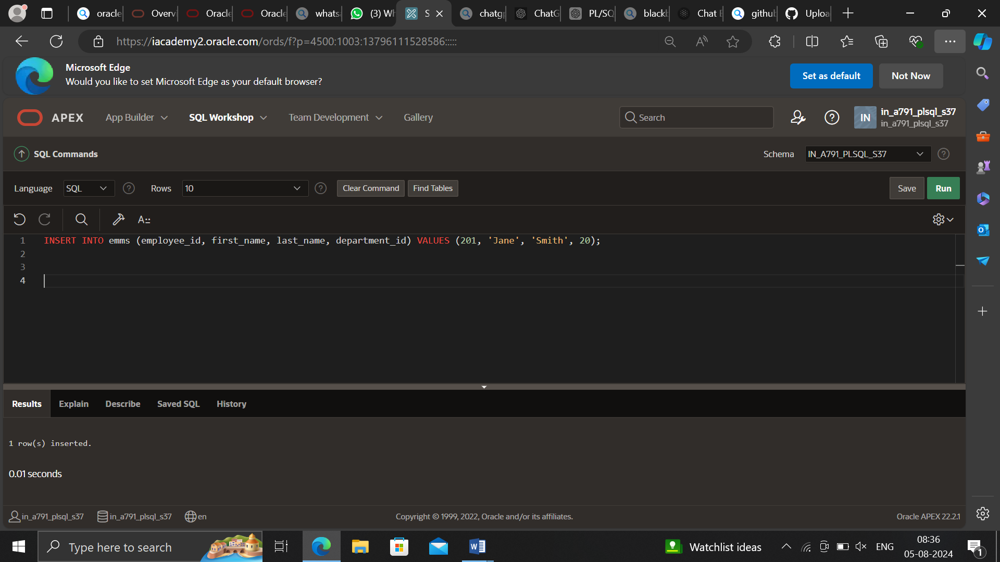 oracle
Overvi
Oracle
Oracle
whats
(3) Wh
S
chatgp
ChatG
PL/SQ
blackb
Chat B
github
Uploa
https://iacademy2.oracle.com/ords/f?p=4500:1003:13796111528586:::::
Microsoft Edge
Would you like to set Microsoft Edge as your default browser?
Set as default
Not Now
APEX
App Builder
SQL Workshop
Team Development
Gallery
Search
IN
in_a791_plsql_s37
in_a791_plsql_s37
SQL Commands
Schema
IN_A791_PLSQL_S37
Language
SQL
Rows
10
Clear Command
Find Tables
Save
Run
A::
1 INSERT INTO emms (employee_id, first_name, last_name, department_id) VALUES (201, 'Jane', 'Smith', 20);
2
3
4
Results
Explain
Describe
Saved SQL
History
1 row(s) inserted.
0.01 seconds
in_a791_plsql_s37
in_a791_plsql_s37
en
Copyright © 1999, 2022, Oracle and/or its affiliates.
Oracle APEX 22.2.1
Type here to search
Watchlist ideas
ENG
08:36
05-08-2024
1